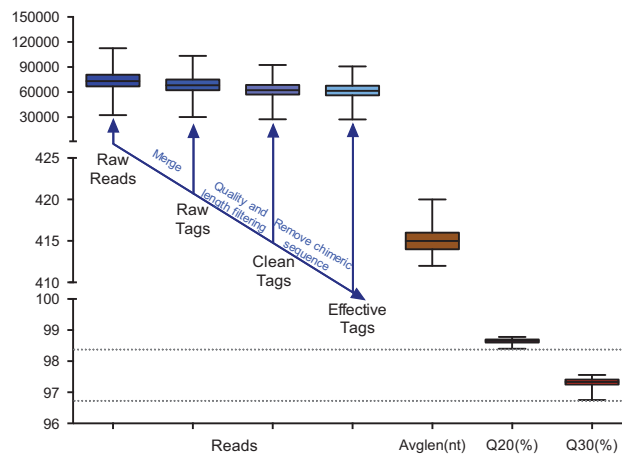 150000
120000
90000
60000
30000
425
420
415
410
100
99
98
97
96
Raw
Reads
Merge
Raw
Tags
Quality and
length filtering
Clean
Tags
Remove chimeric
sequence
Effective
Tags
Reads
Avglen(nt)
Q20(%)
Q30(%)